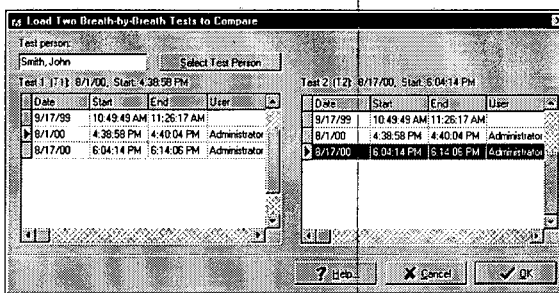 Load Two Breath-by-Breath Tests to Compare
Test person:
Smith, John
Select Test Person
Test 1 (T1): 8/1/00, Start: 4:38:58 PM
Date Start End User
9/17/99 10:49:49 AM 11:26:17 AM
8/1/00 4:38:58 PM 4:40:04 PM Administrator
8/17/00 6:04:14 PM 6:14:06 PM Administrator
Test 2 (T2): 8/17/00, Start: 6:04:14 PM
Date Start End User
9/17/99 10:49:49 AM 11:26:17 AM
8/1/00 4:38:58 PM 4:40:04 PM Administrator
8/17/00 6:04:14 PM 6:14:06 PM Administrator
? Help...
Cancel
OK